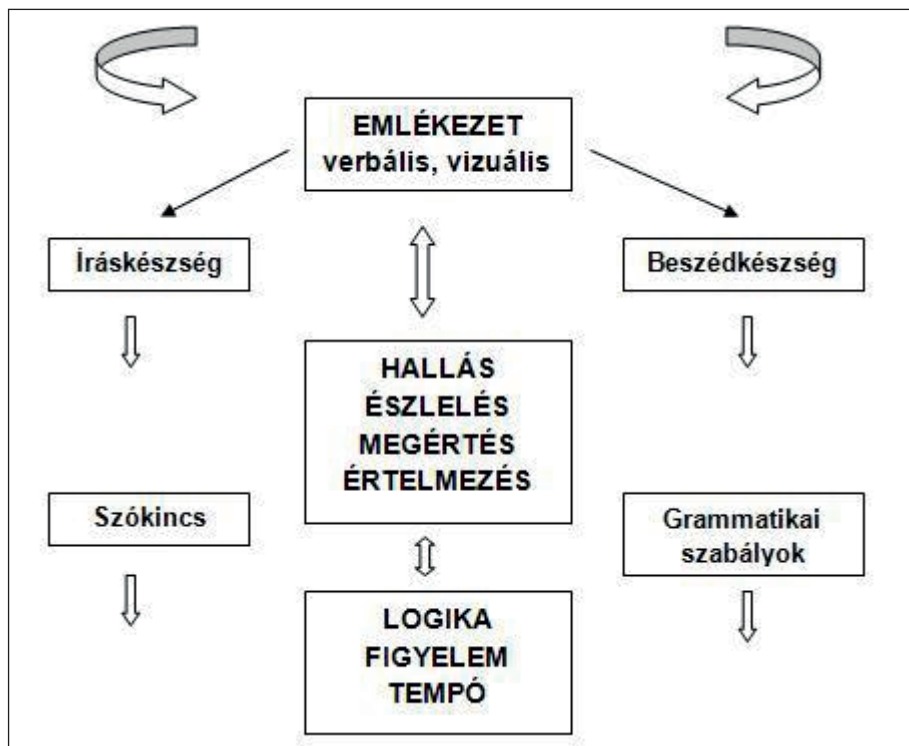 EMLÉKEZET
verbális, vizuális
Íráskészség
Beszédkészség
HALLÁS
ÉSZLELÉS
MEGÉRTÉS
ÉRTELMEZÉS
Szókincs
Grammatikai
szabályok
LOGIKA
FIGYELEM
TEMPÓ